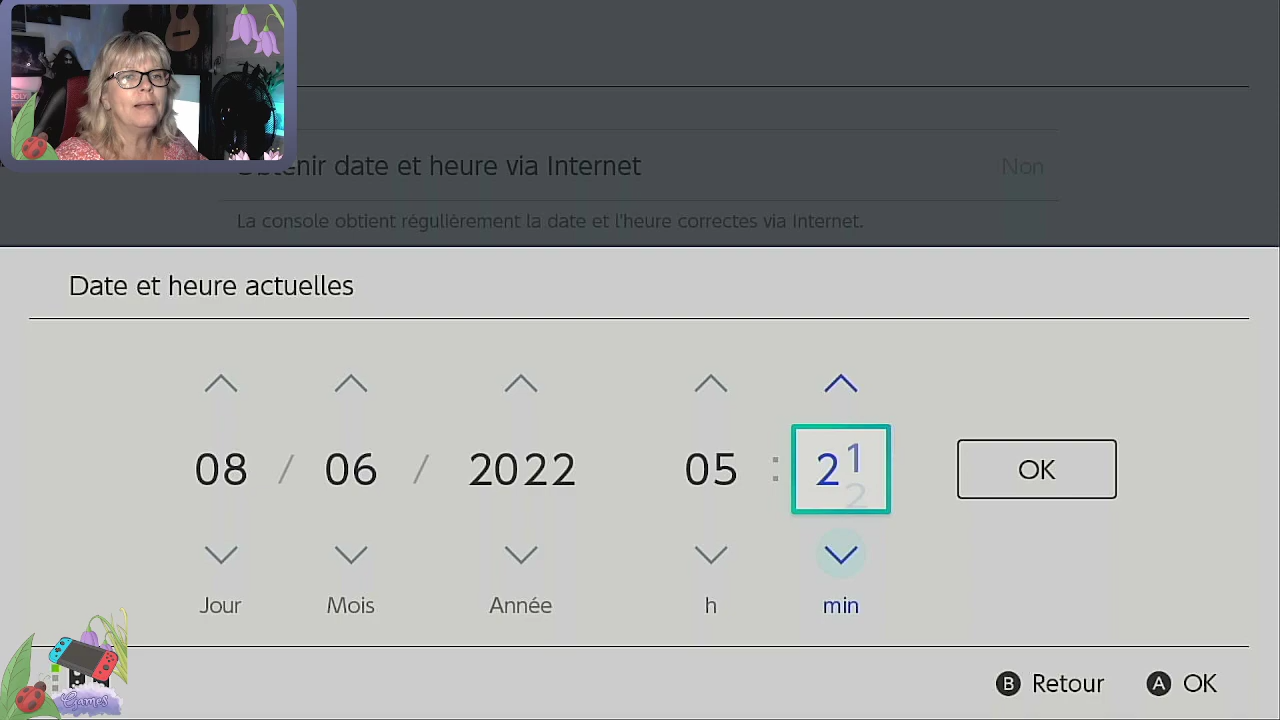 Obtenir date et heure via Internet Non
La console obtient régulièrement la date et l'heure correctes via Internet.
Date et heure actuelles
08 / 06 / 2022 05 : 21 OK
Jour Mois Année h min
B Retour A OK
Games